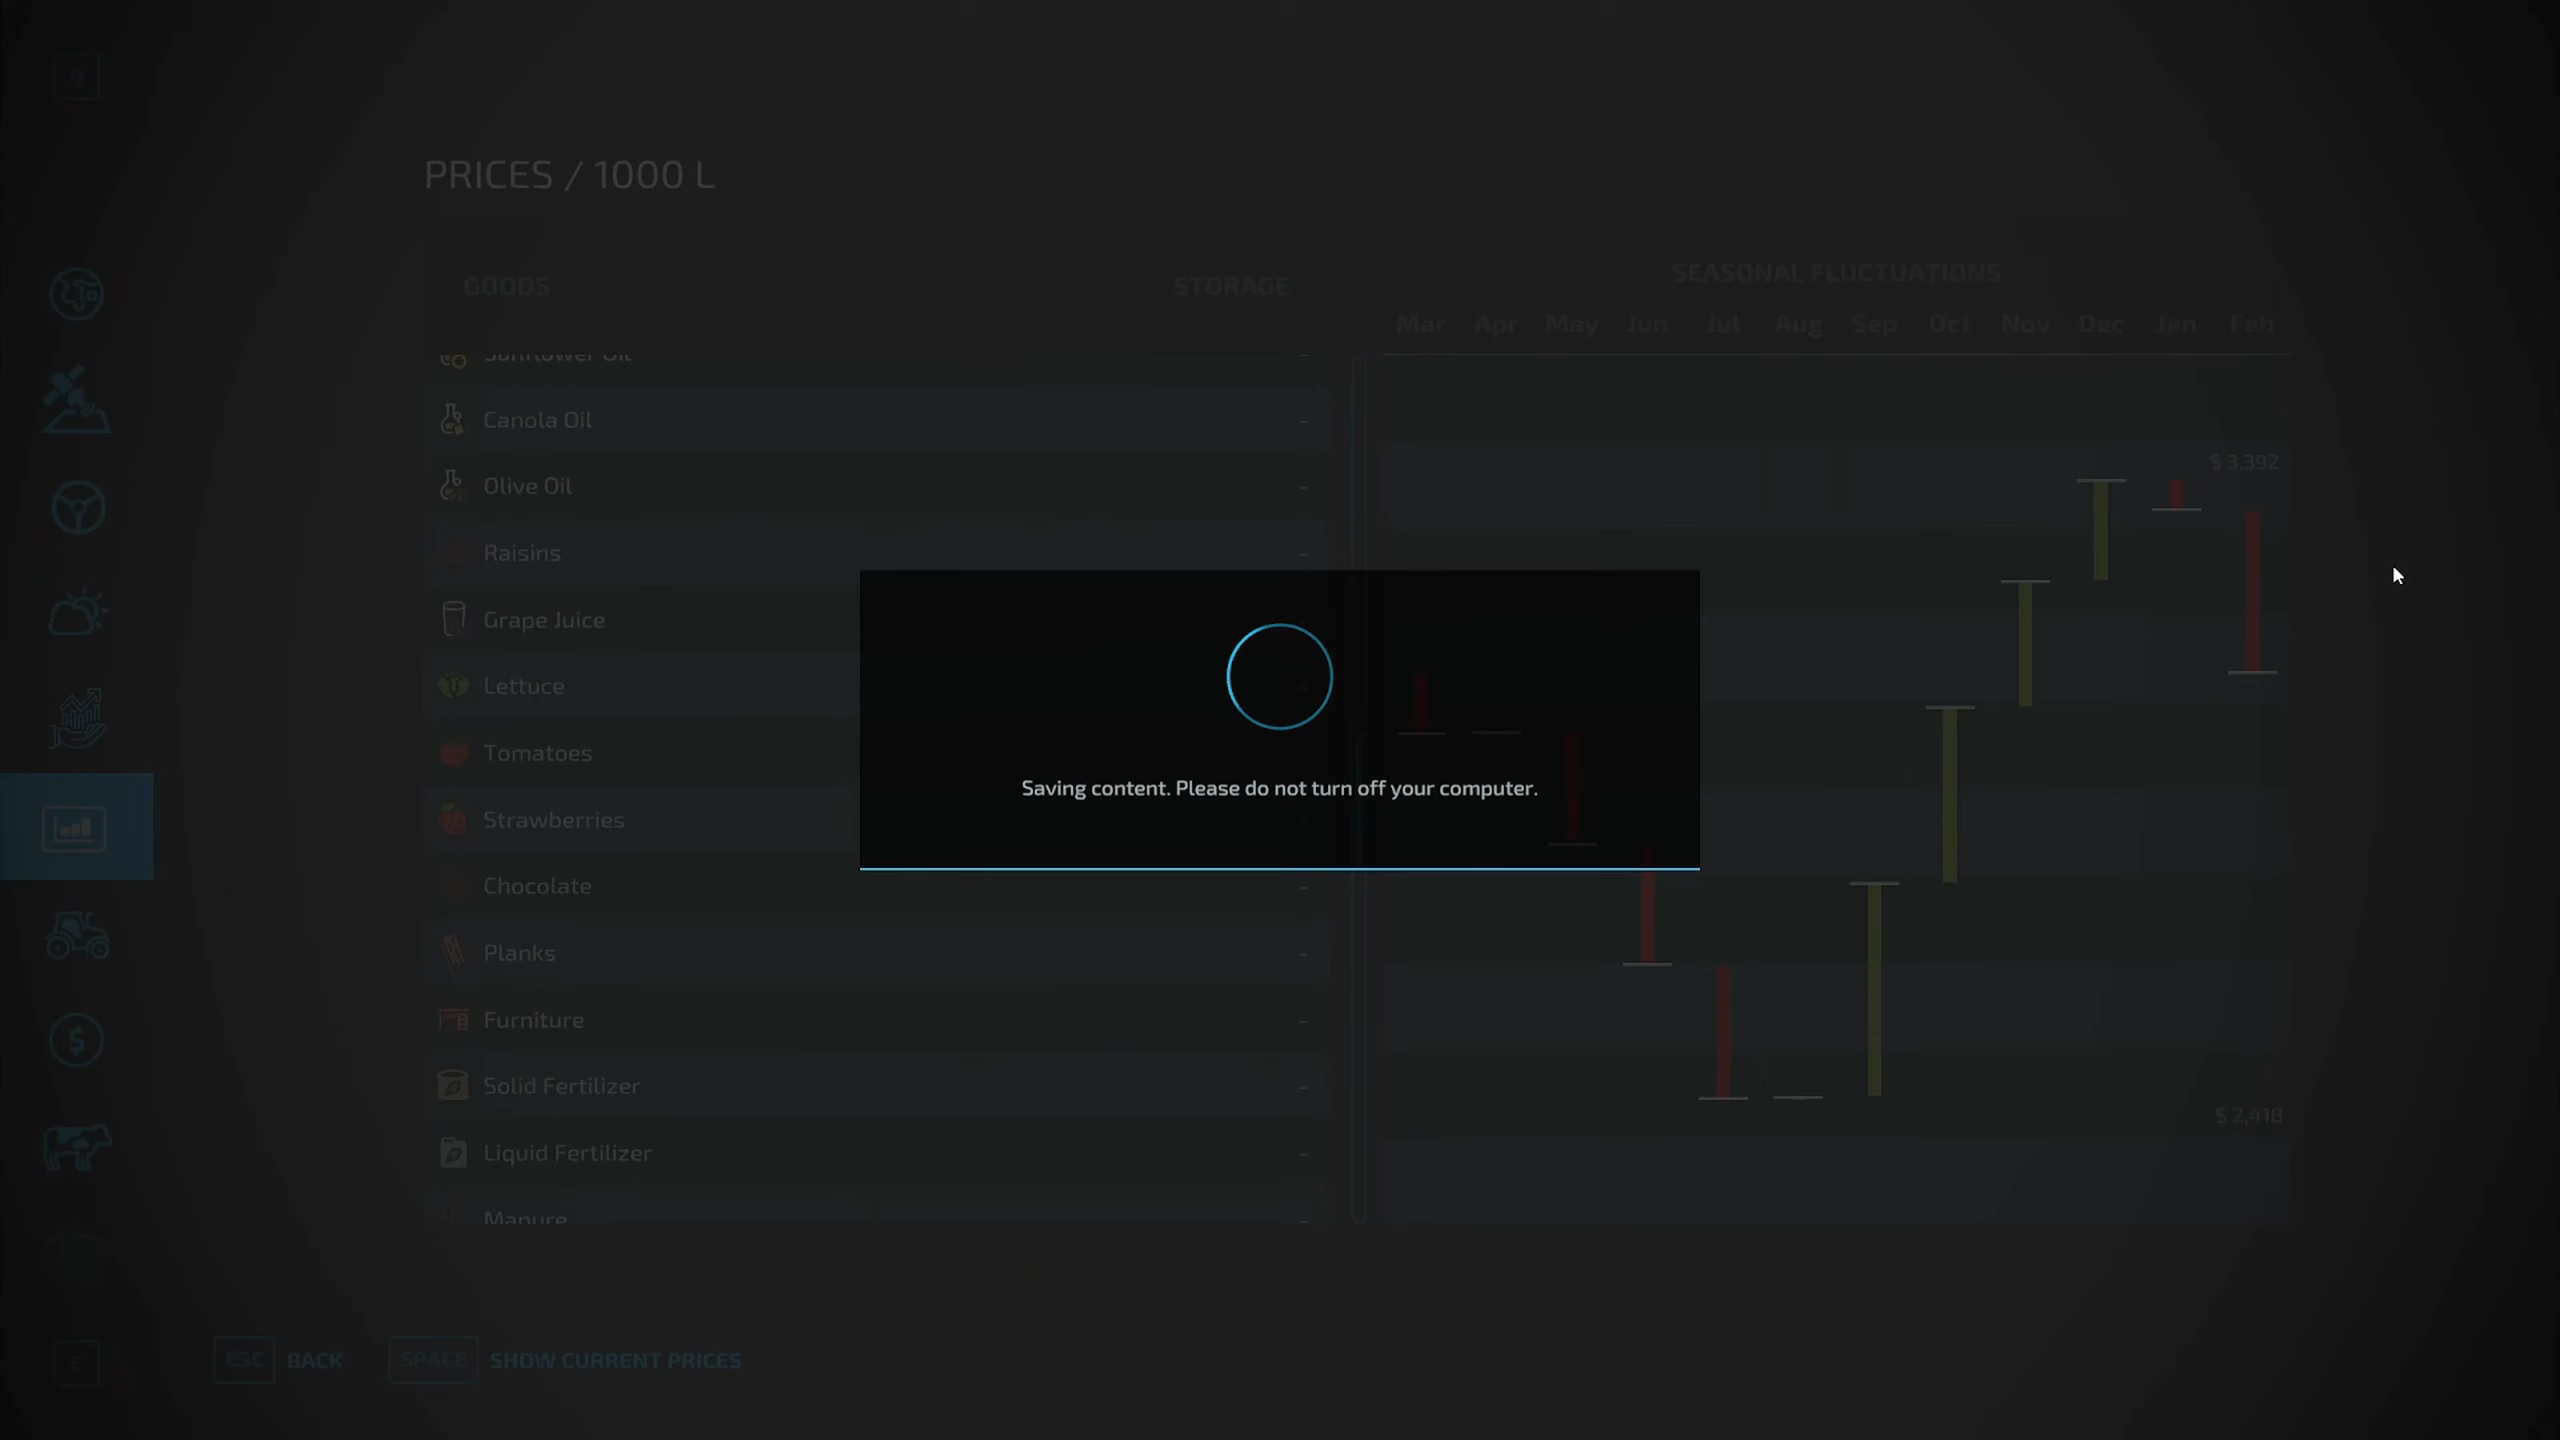 Q
PRICES / 1000 L
GOODS
STORAGE
SEASONAL FLUCTUATIONS
Mar Apr May Jun Jul Aug Sep Oct Nov Dec Jan Feb
Sunflower Oil -
Canola Oil -
Olive Oil -
Raisins -
Grape Juice
Lettuce -
Tomatoes -
Strawberries -
Chocolate -
Planks -
Furniture -
Solid Fertilizer -
Liquid Fertilizer -
Manure -
$ 3,392
$ 2,418
Saving content. Please do not turn off your computer.
E
ESC BACK SPACE SHOW CURRENT PRICES